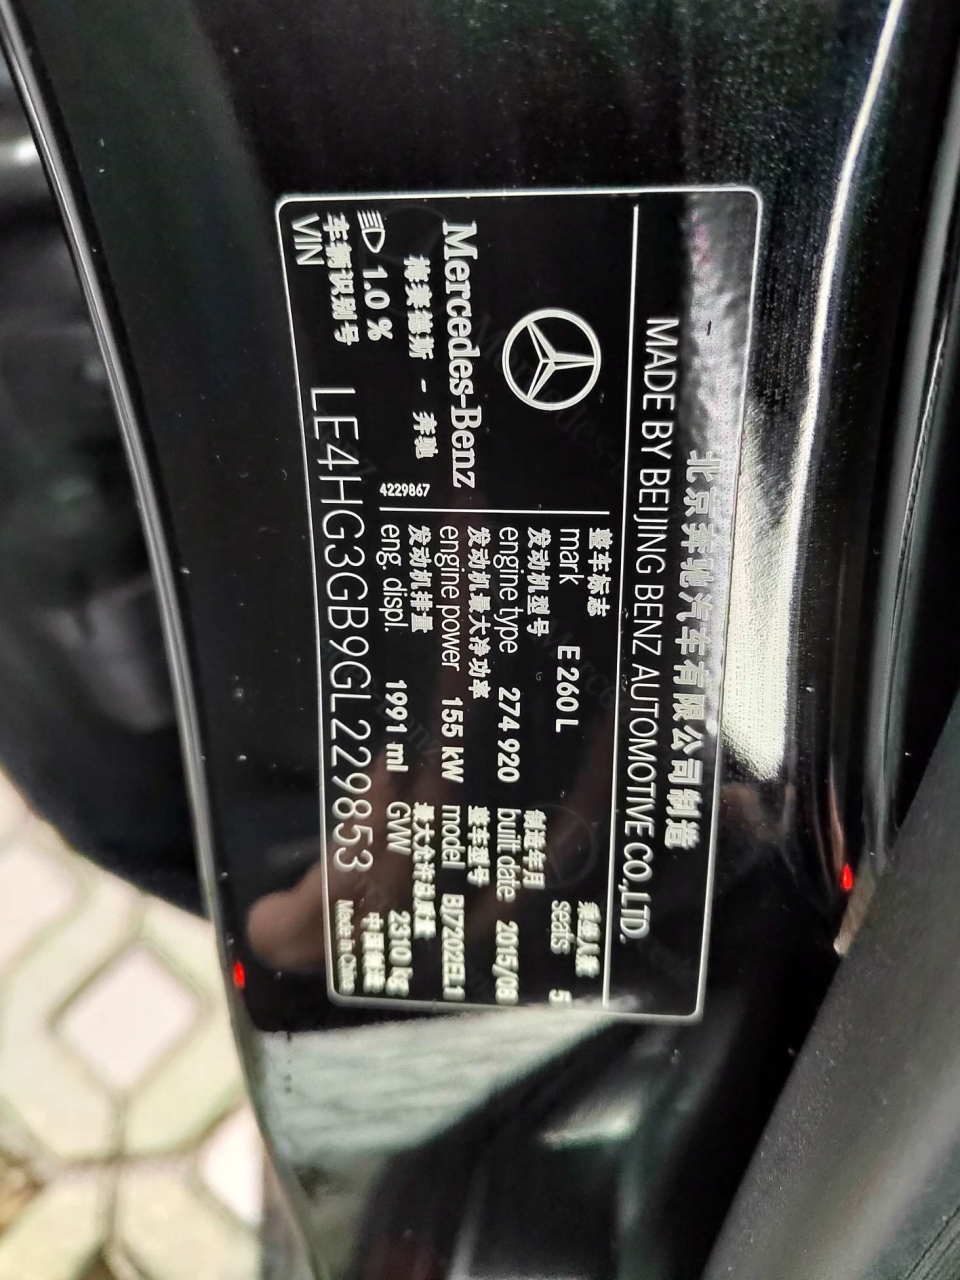 北京奔驰汽车有限公司制造
MADE BY BEIJING BENZ AUTOMOTIVE CO.,LTD.
Mercedes-Benz
梅赛德斯 - 奔驰
1.0 %
4229867
整车标志
mark E 260 L
乘坐人数
seats 5
发动机型号
engine type 274 920
制造年月
built date 2015/08
发动机最大净功率
engine power 155 kW
整车型号
model BJ7202EL1
发动机排量
eng. displ. 1991 ml
最大允许总质量
GVW 2310 kg
车辆识别号
VIN LE4HG3GB9GL229853
中国制造
Made in China